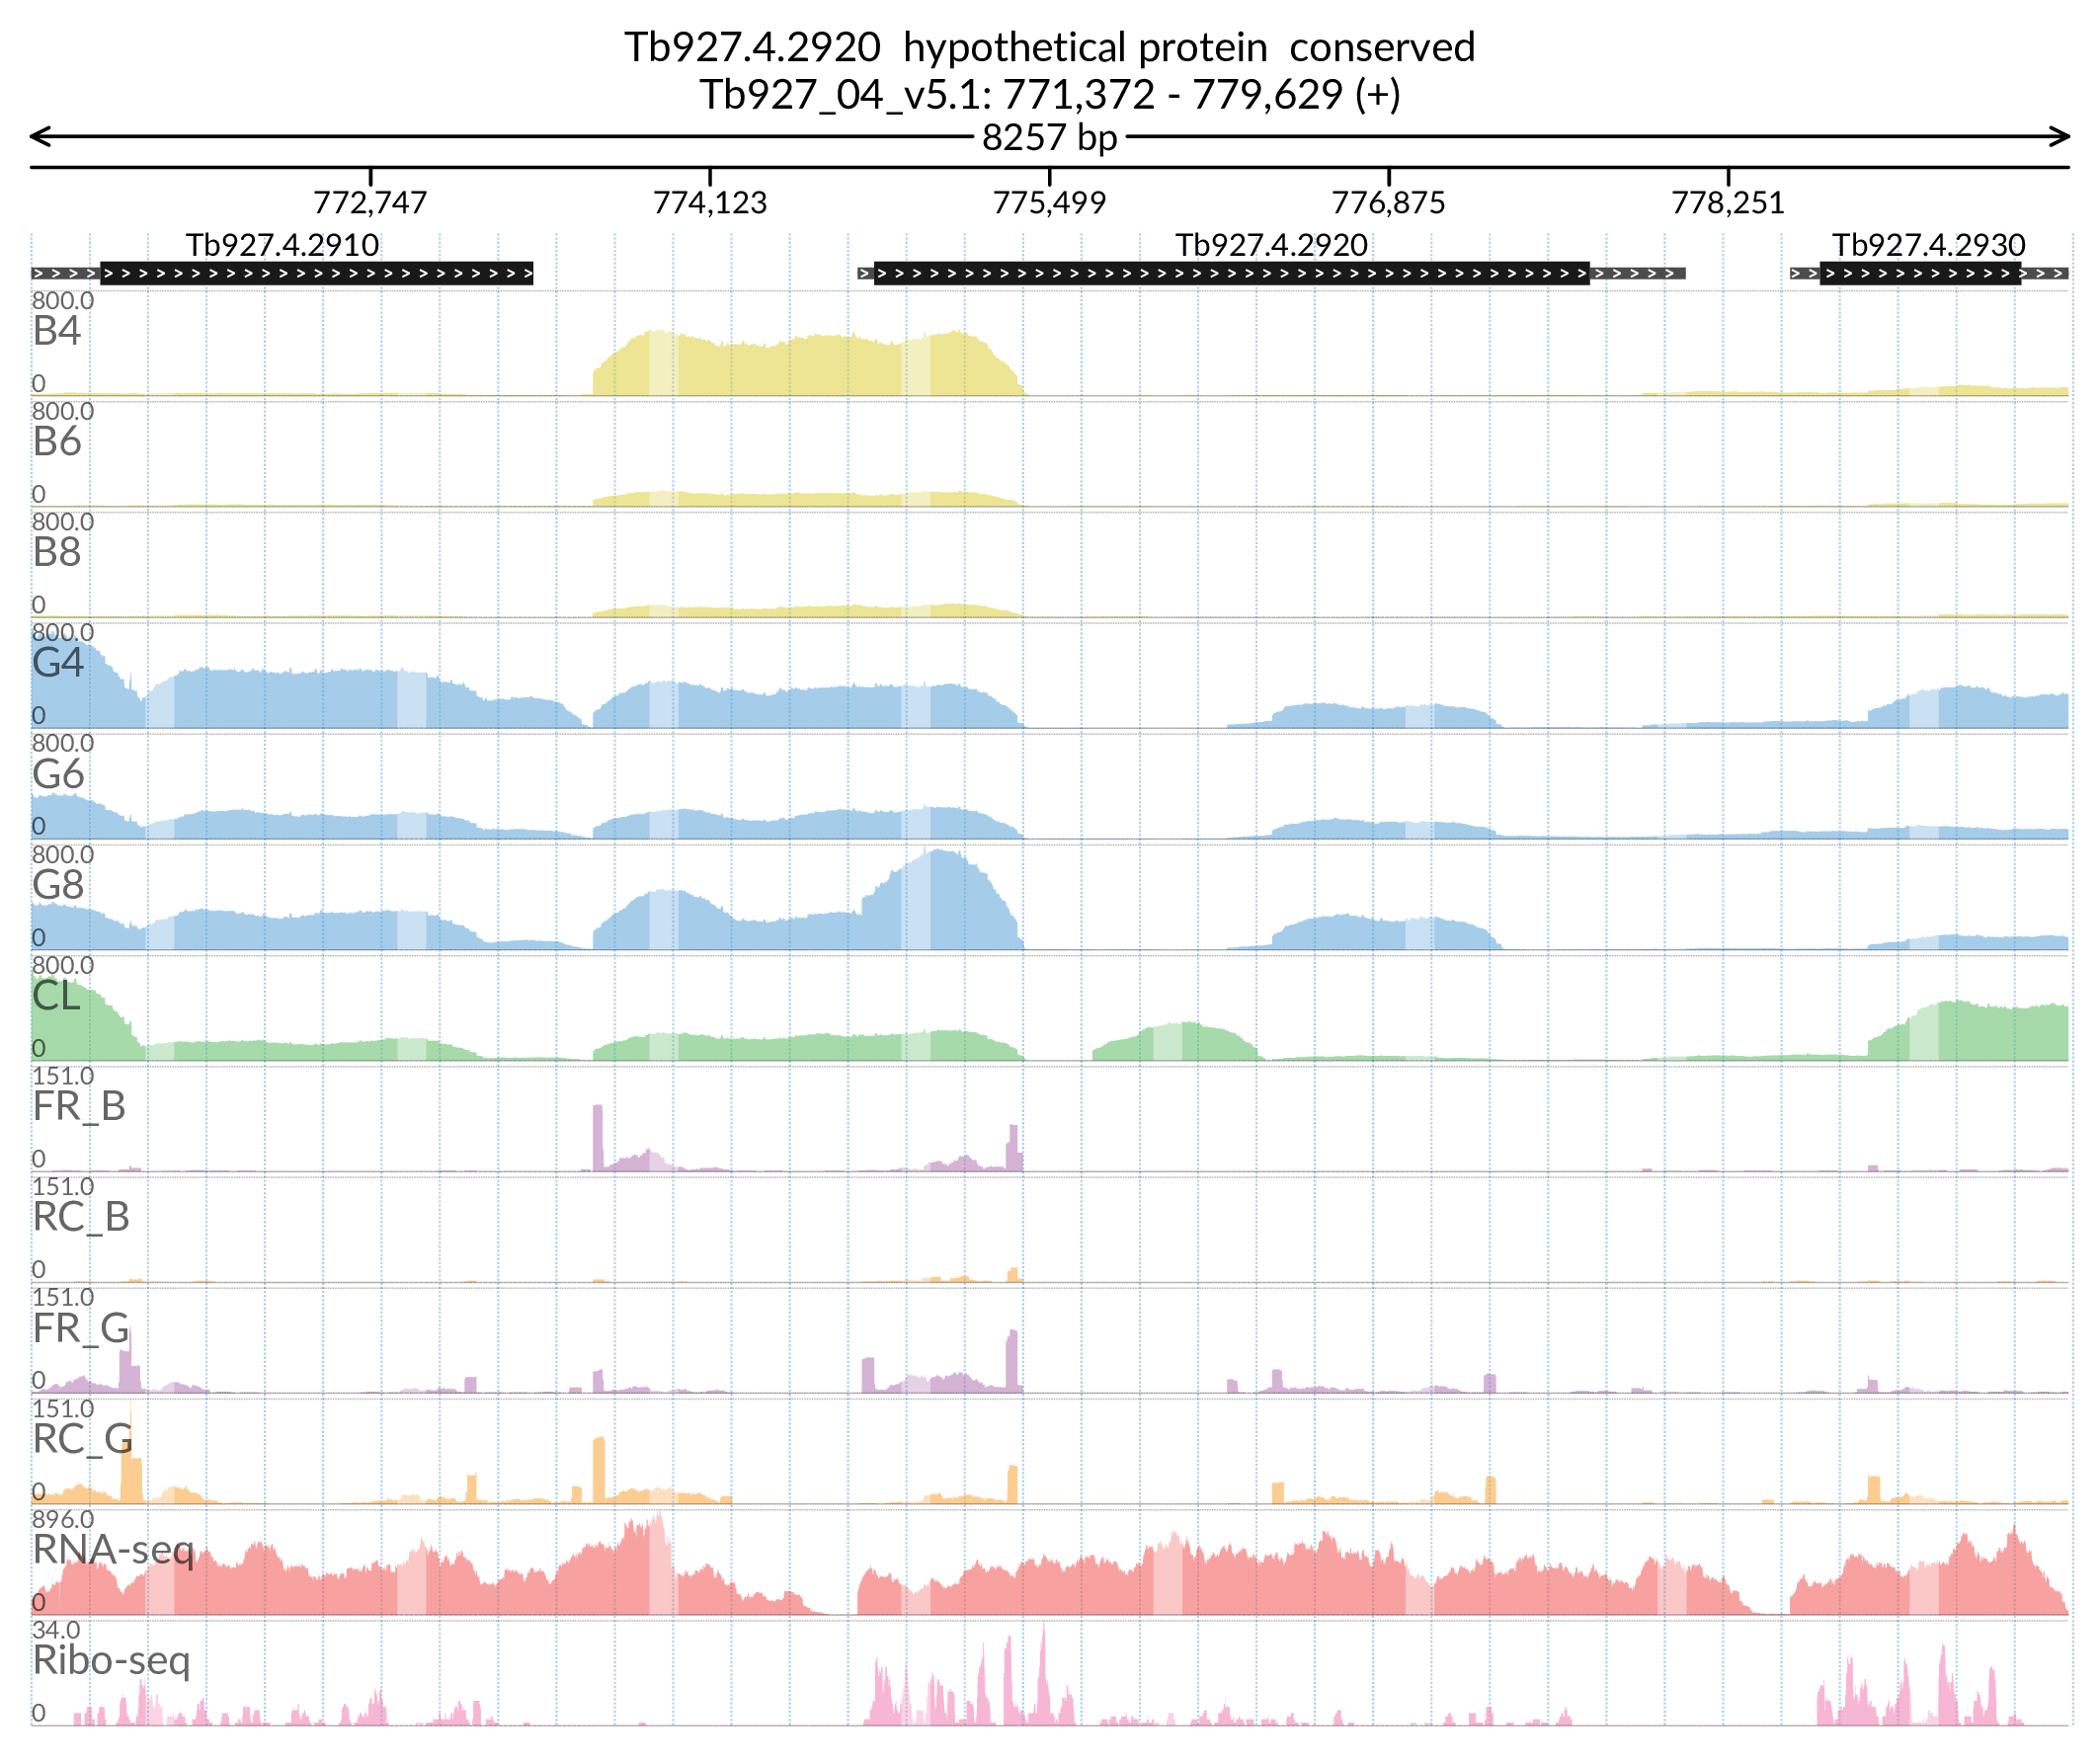 Tb927.4.2920  hypothetical protein  conserved
Tb927_04_v5.1: 771,372 - 779,629 (+)
8257 bp
772,747 774,123 775,499 776,875 778,251
Tb927.4.2910 Tb927.4.2920 Tb927.4.2930
800.0
B4
0
800.0
B6
0
800.0
B8
0
800.0
G4
0
800.0
G6
0
800.0
G8
0
800.0
CL
0
151.0
FR_B
0
151.0
RC_B
0
151.0
FR_G
0
151.0
RC_G
0
896.0
RNA-seq
0
34.0
Ribo-seq
0